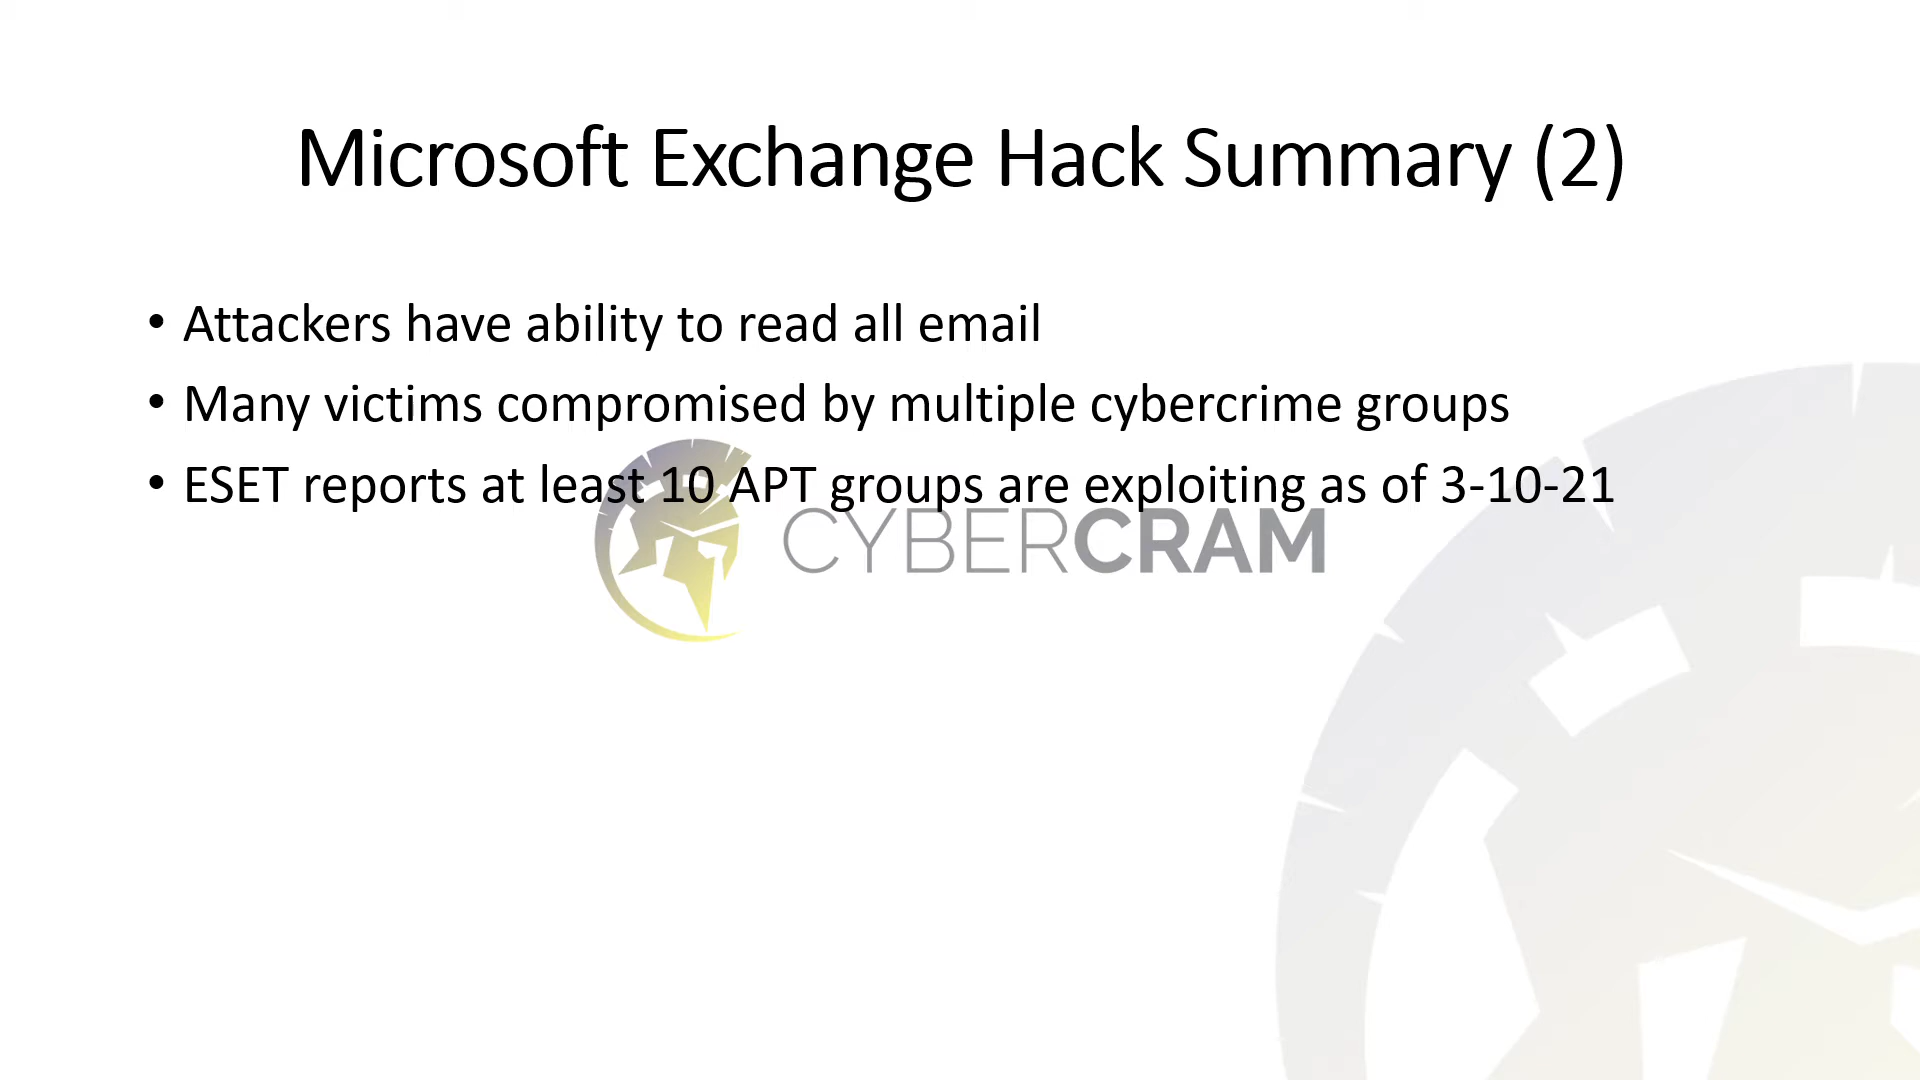 Microsoft Exchange Hack Summary (2)
• Attackers have ability to read all email
• Many victims compromised by multiple cybercrime groups
• ESET reports at least 10 APT groups are exploiting as of 3-10-21
CYBERCRAM